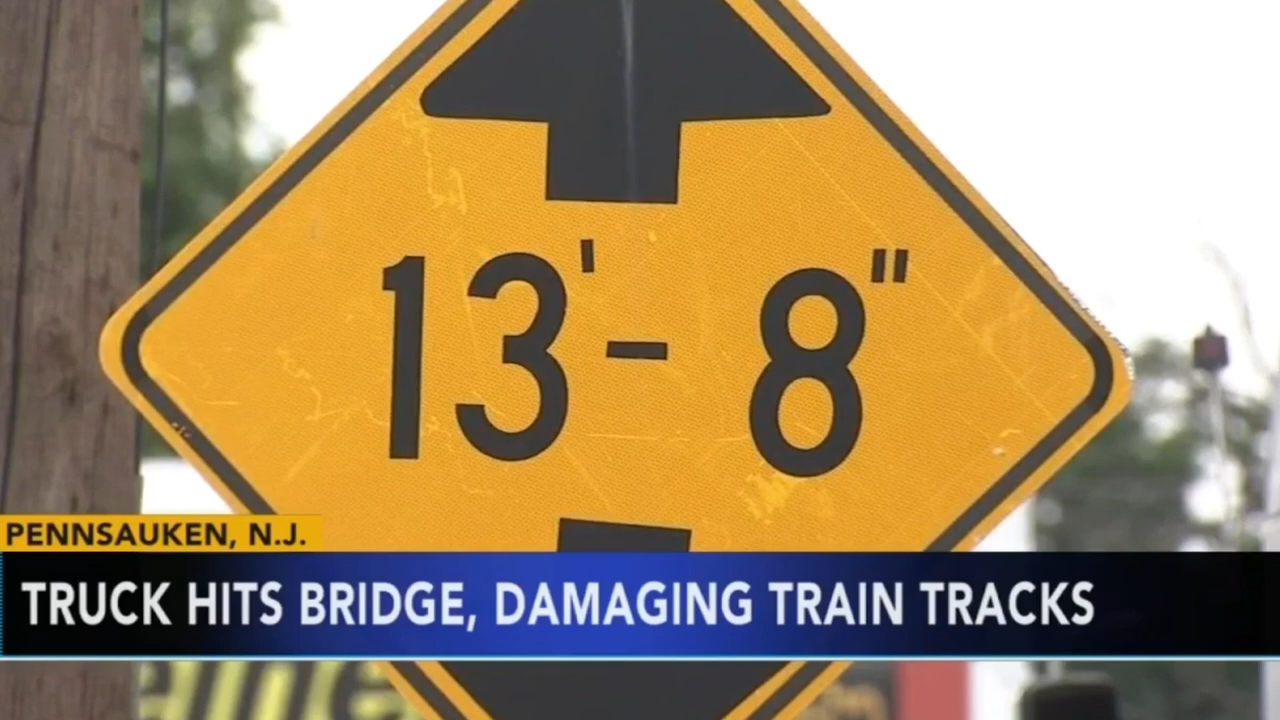 13'- 8"
PENNSAUKEN, N.J.
TRUCK HITS BRIDGE, DAMAGING TRAIN TRACKS